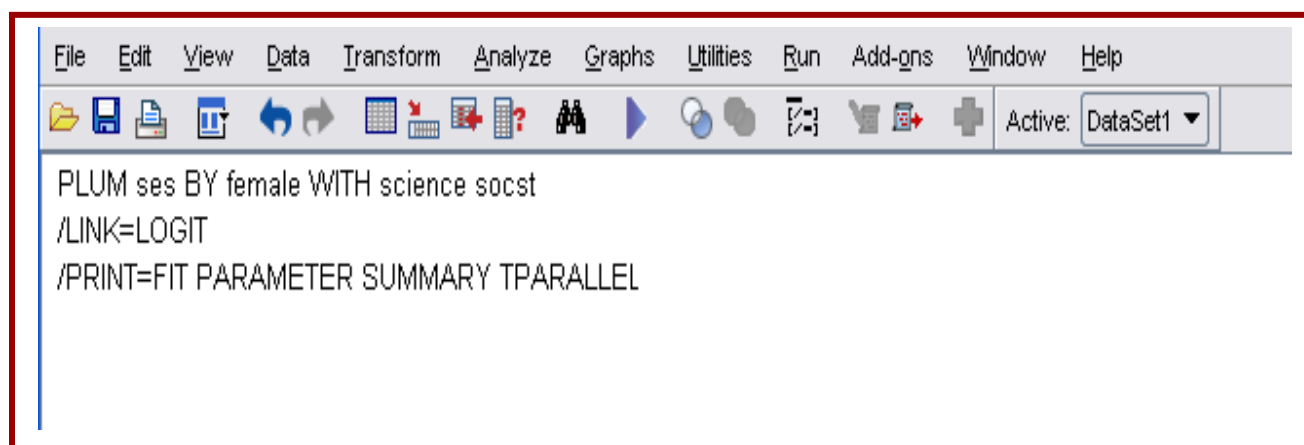 File Edit View Data Transform Analyze Graphs Utilities Run Add-ons Window Help
Active: DataSet1
PLUM ses BY female WITH science socst
/LINK=LOGIT
/PRINT=FIT PARAMETER SUMMARY TPARALLEL